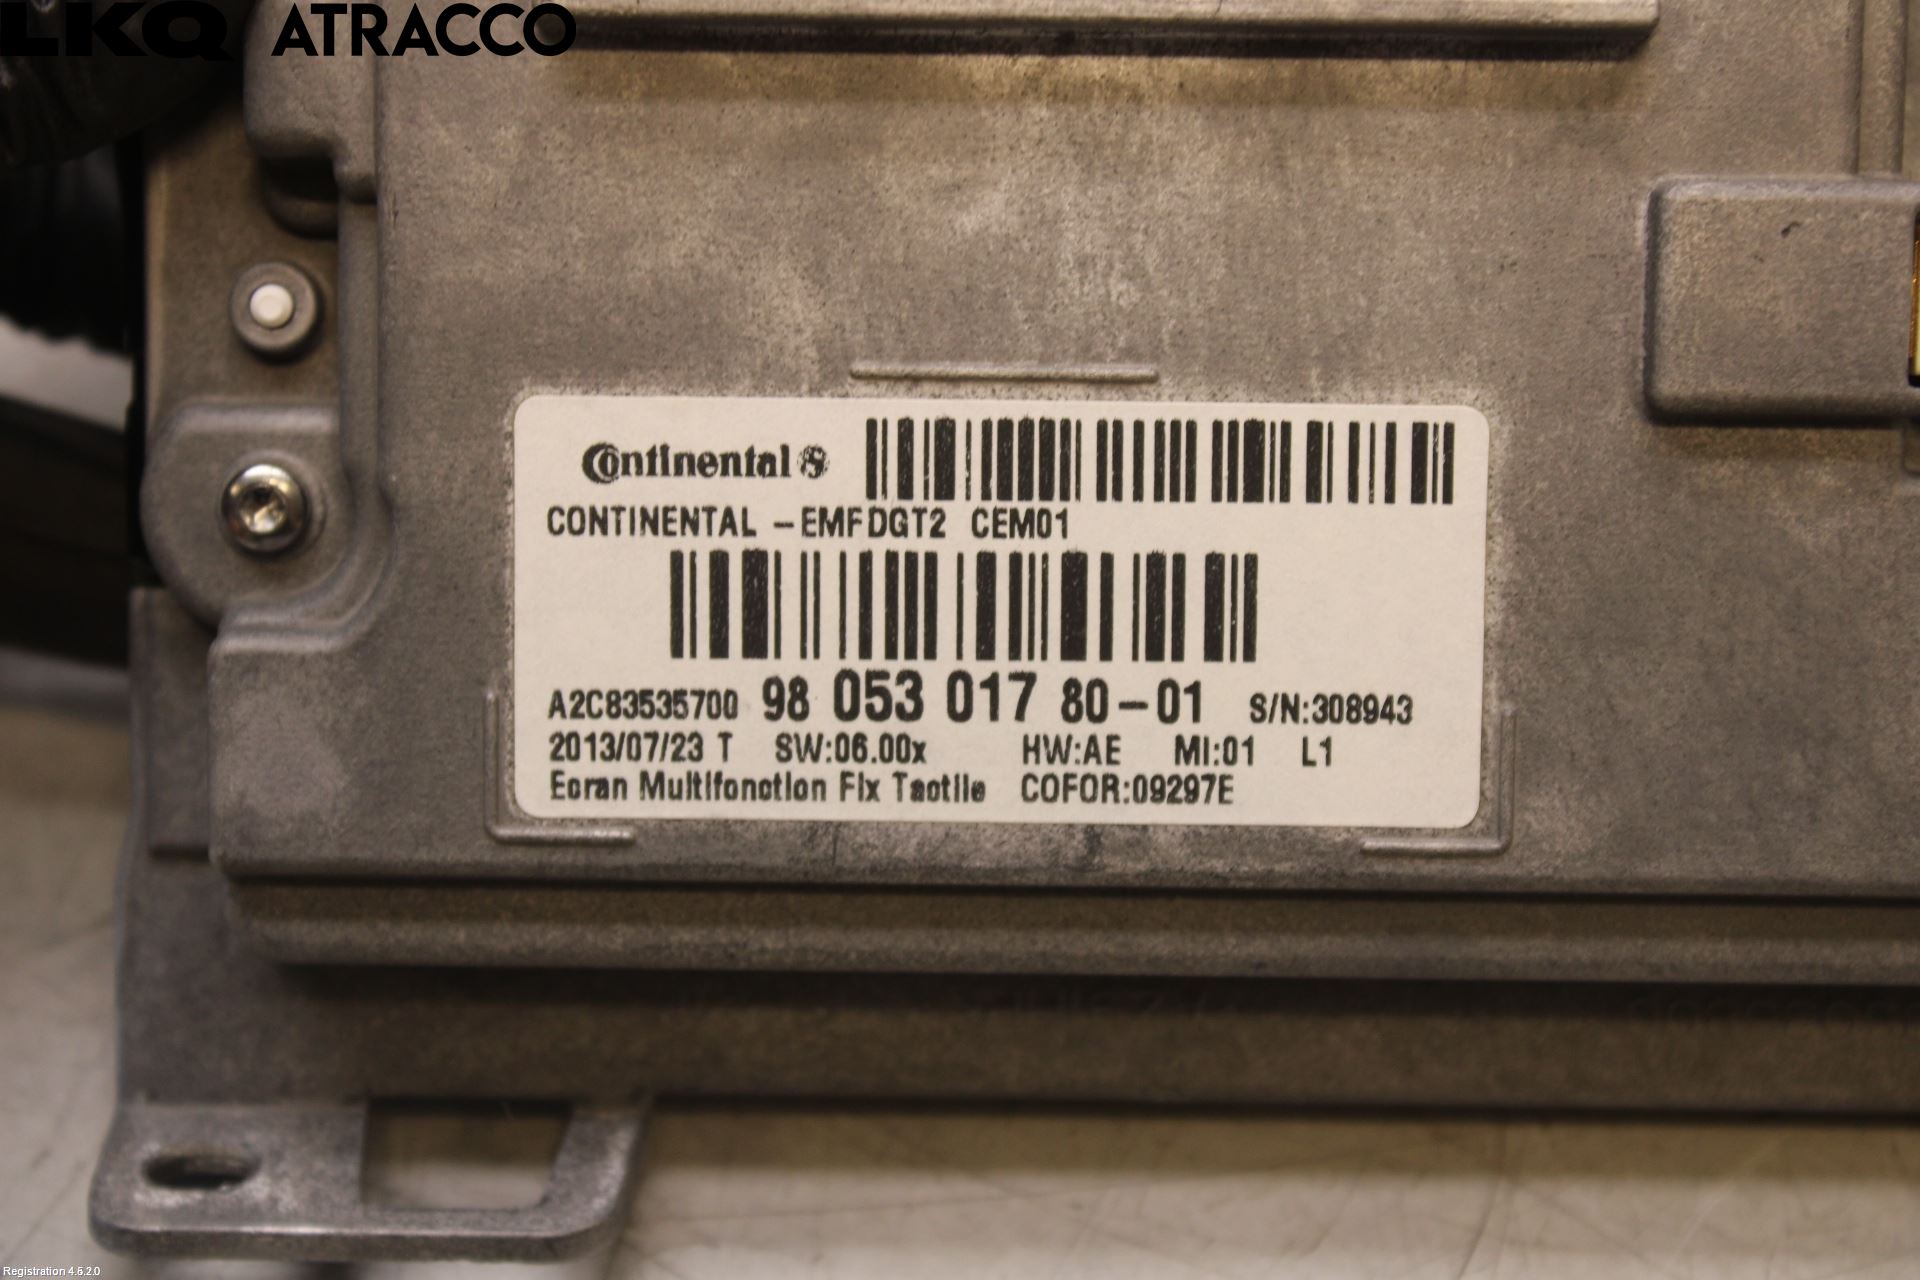 LKQ ATRACCO
Continental
CONTINENTAL -EMFDGT2 CEM01
A2C83535700 98 053 017 80-01 S/N:308943
2013/07/23 T SW:06.00x HW:AE MI:01 L1
Ecran Multifonction Fix Tactile COFOR:09297E
Registration 4.6.2.0